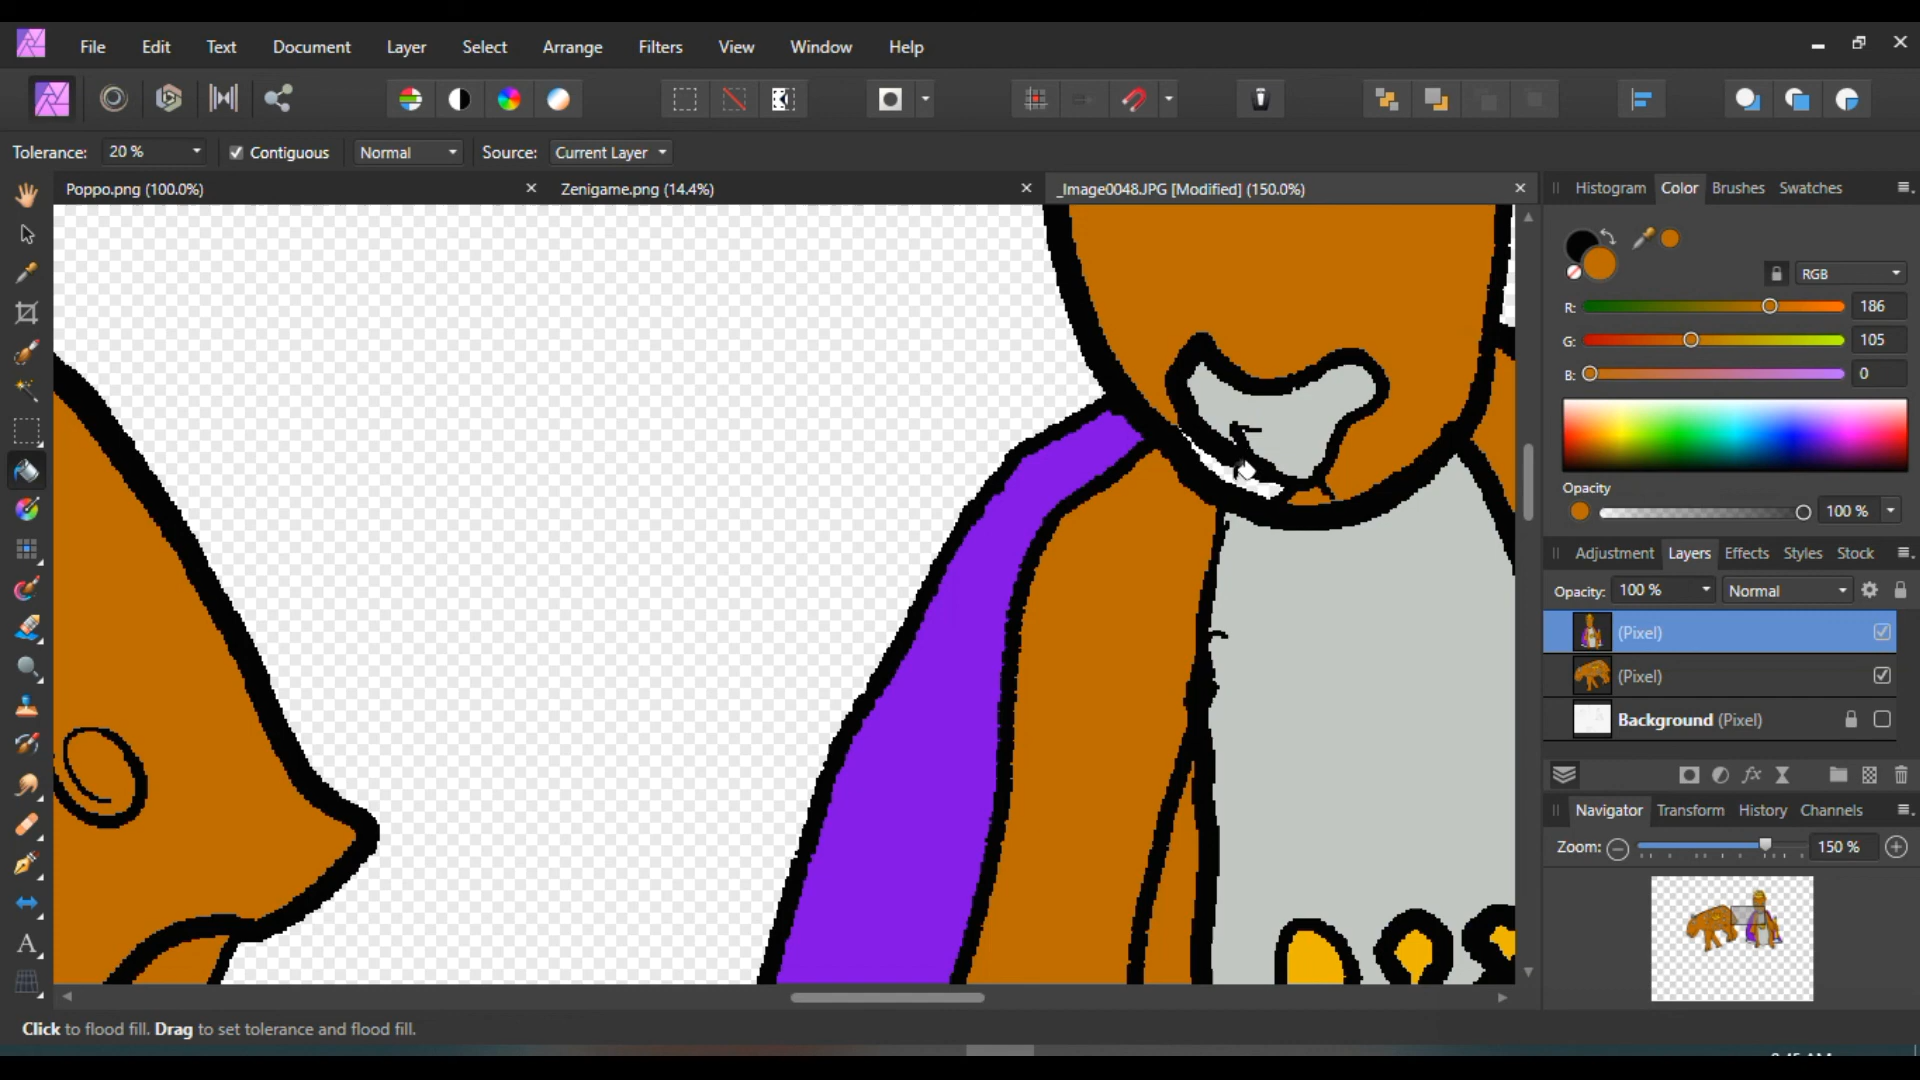 File Edit Text Document Layer Select Arrange Filters View Window Help
Tolerance: 20 % Contiguous Normal Source: Current Layer
Poppo.png (100.0%) Zenigame.png (14.4%) _Image0048.JPG [Modified] (150.0%)
Histogram Color Brushes Swatches
RGB
R: 186
G: 105
B: 0
Opacity
100 %
Adjustment Layers Effects Styles Stock
Opacity: 100 % Normal
(Pixel)
(Pixel)
Background (Pixel)
Navigator Transform History Channels
Zoom: 150 %
Click to flood fill. Drag to set tolerance and flood fill.